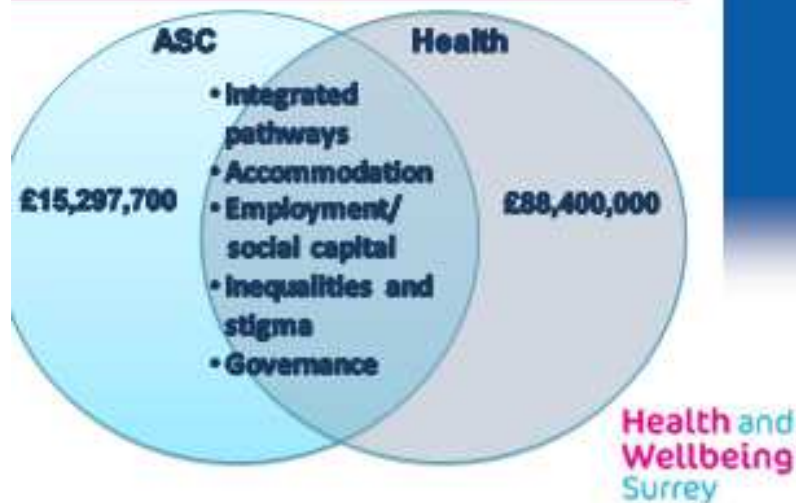 ASC
Health
• Integrated
pathways
• Accommodation
£15,297,700
• Employment/
social capital
£88,400,000
• Inequalities and
stigma
• Governance
Health and
Wellbeing
Surrey